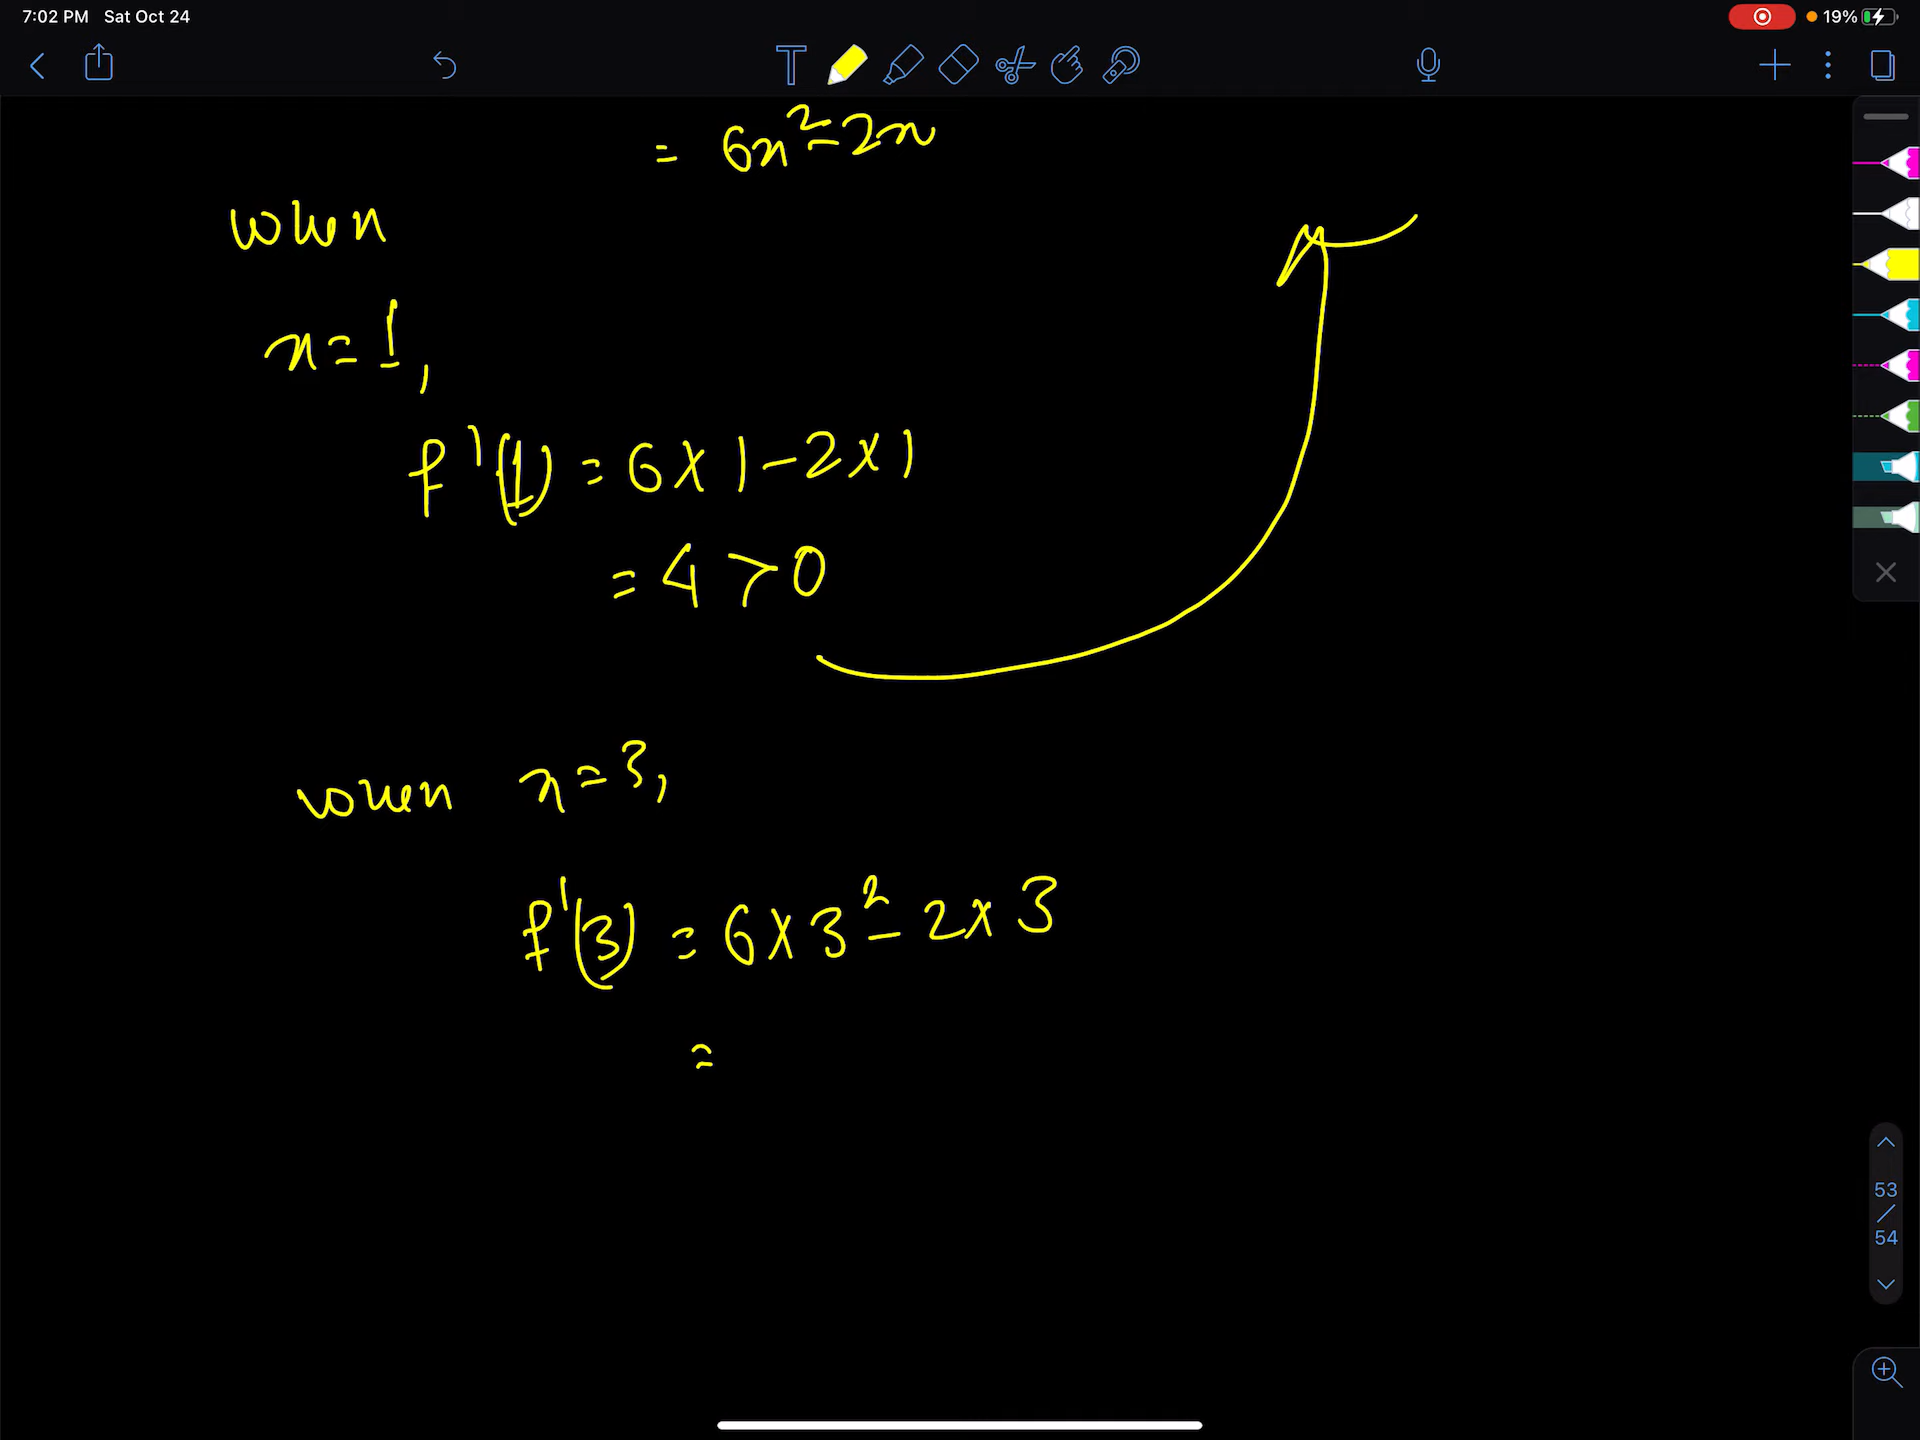 7:02 PM Sat Oct 24
19%
T
= 6x² - 2x
when
x = 1,
f'(1) = 6 x 1 - 2 x 1
= 4 > 0
when x = 3,
f'(3) = 6 x 3² - 2 x 3
=
53
/
54